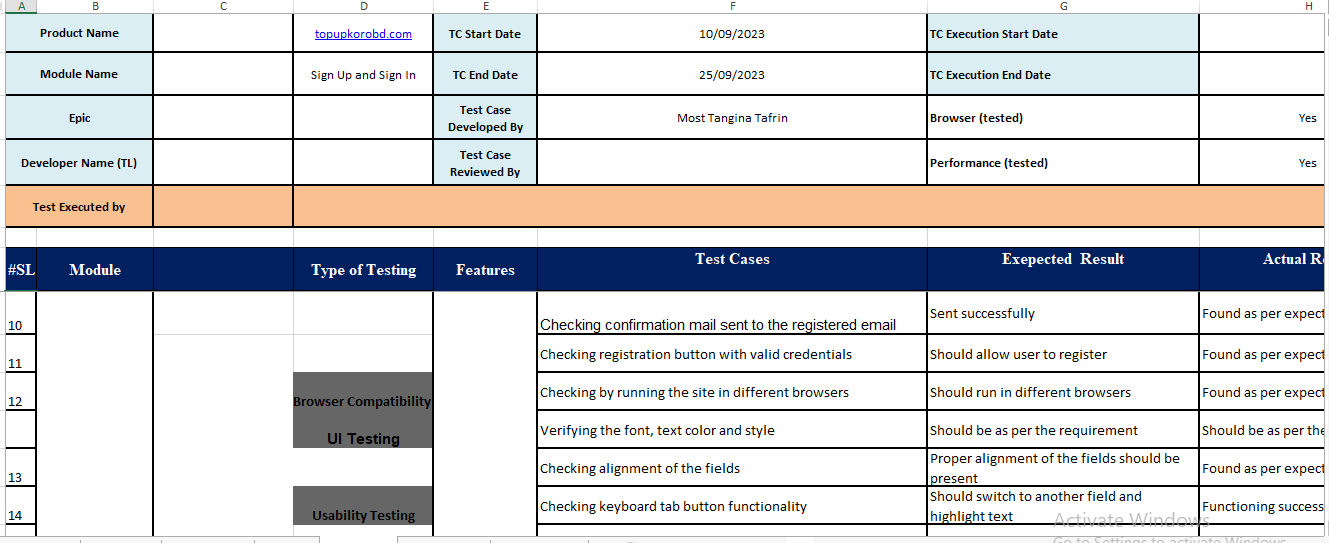 A B C D E F G H
Product Name topupkorobd.com TC Start Date 10/09/2023 TC Execution Start Date
Module Name Sign Up and Sign In TC End Date 25/09/2023 TC Execution End Date
Epic Test Case Developed By Most Tangina Tafrin Browser (tested) Yes
Developer Name (TL) Test Case Reviewed By Performance (tested) Yes
Test Executed by
#SL Module Type of Testing Features Test Cases Exepected Result Actual Re
10 Checking confirmation mail sent to the registered email Sent successfully Found as per expect
11 Checking registration button with valid credentials Should allow user to register Found as per expect
12 Browser Compatibility Checking by running the site in different browsers Should run in different browsers Found as per expect
UI Testing Verifying the font, text color and style Should be as per the requirement Should be as per the
13 Checking alignment of the fields Proper alignment of the fields should be present Found as per expect
14 Usability Testing Checking keyboard tab button functionality Should switch to another field and highlight text Functioning success
Activate Windows
Go to Settings to activate Windows.